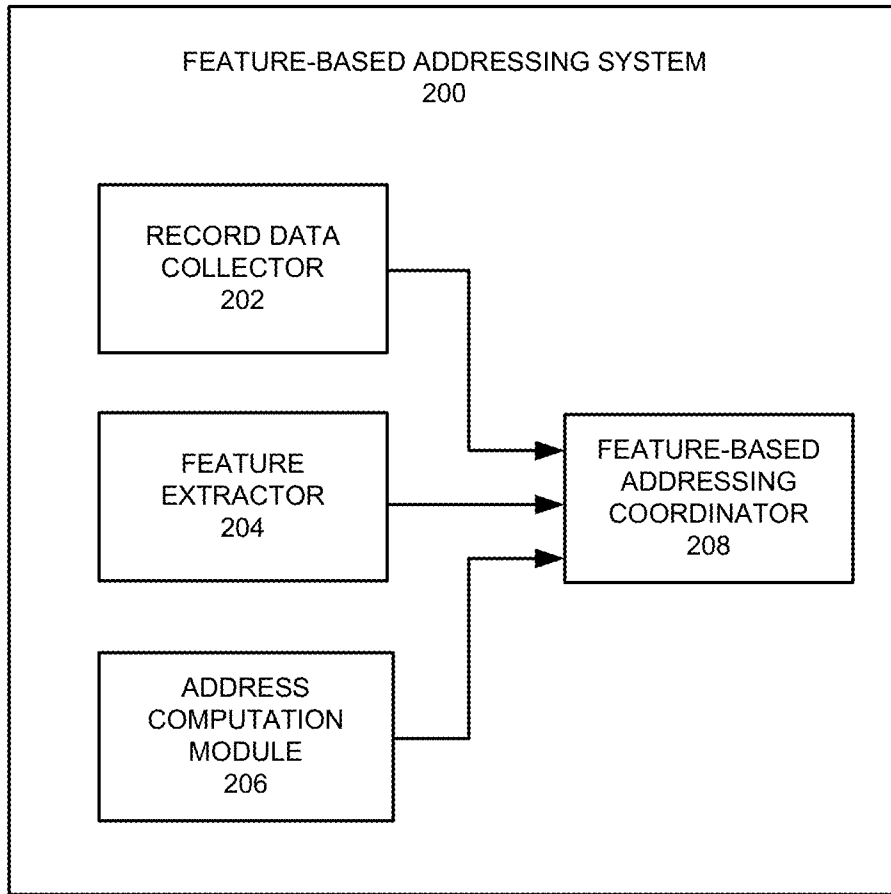 FEATURE-BASED ADDRESSING SYSTEM
200
RECORD DATA
COLLECTOR
202
FEATURE
EXTRACTOR
204
FEATURE-BASED
ADDRESSING
COORDINATOR
208
ADDRESS
COMPUTATION
MODULE
206